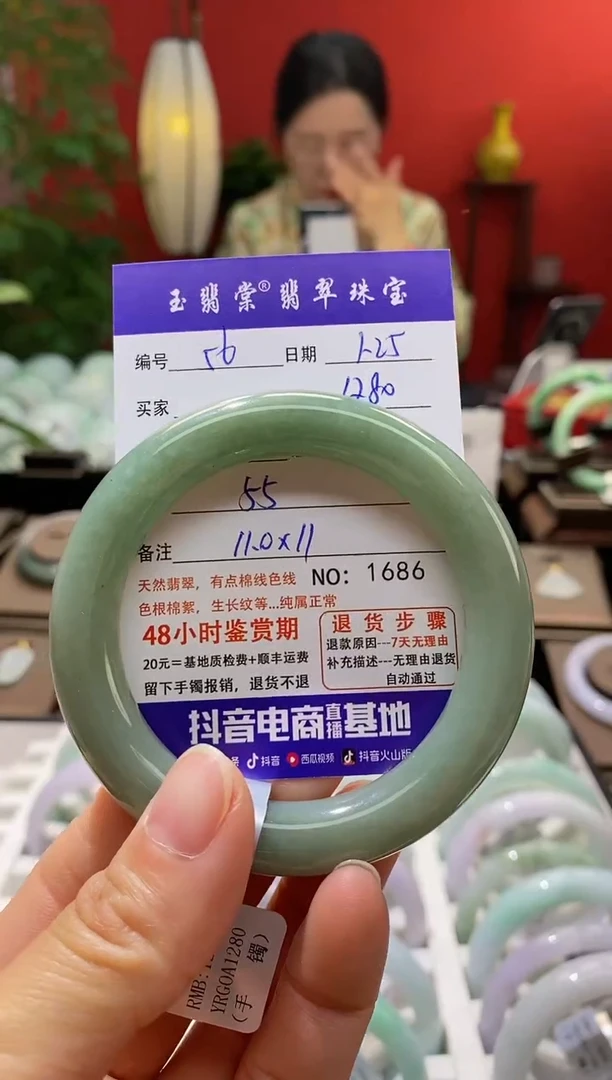 玉翡棠®翡翠珠宝
编号 56 日期 1.25
买家 1280
55
备注 11.0x11
天然翡翠，有点棉线色线 NO: 1686
色根棉絮，生长纹等...纯属正常
48小时鉴赏期
20元=基地质检费+顺丰运费
留下手镯报销，退货不退
退货步骤
退款原因---7天无理由
补充描述---无理由退货
自动通过
抖音电商直播基地
抖音 西瓜视频 抖音火山版
RMB:
YRGOA1280
(手 镯)